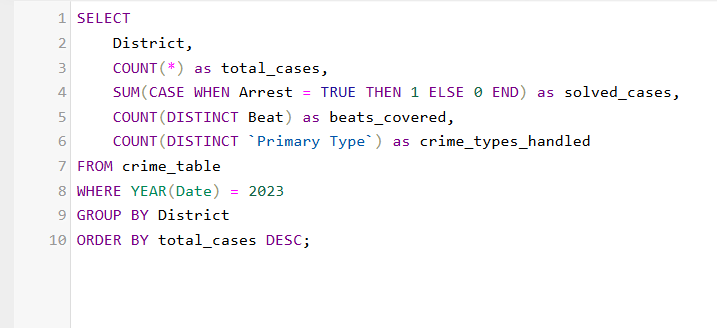 1 SELECT
2     District,
3     COUNT(*) as total_cases,
4     SUM(CASE WHEN Arrest = TRUE THEN 1 ELSE 0 END) as solved_cases,
5     COUNT(DISTINCT Beat) as beats_covered,
6     COUNT(DISTINCT `Primary Type`) as crime_types_handled
7 FROM crime_table
8 WHERE YEAR(Date) = 2023
9 GROUP BY District
10 ORDER BY total_cases DESC;